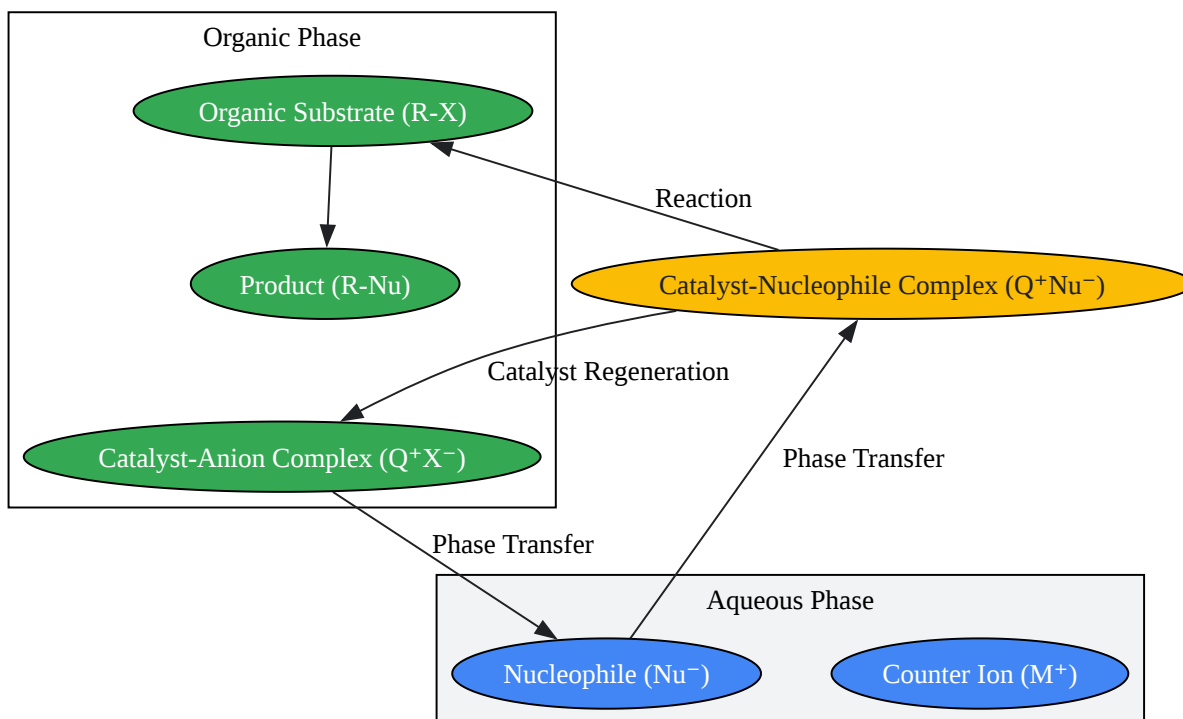 Organic Phase
Organic Substrate (R-X)
Reaction
Product (R-Nu)
Catalyst-Nucleophile Complex (Q⁺Nu⁻)
Catalyst Regeneration
Catalyst-Anion Complex (Q⁺X⁻)
Phase Transfer
Phase Transfer
Aqueous Phase
Nucleophile (Nu⁻)
Counter Ion (M⁺)